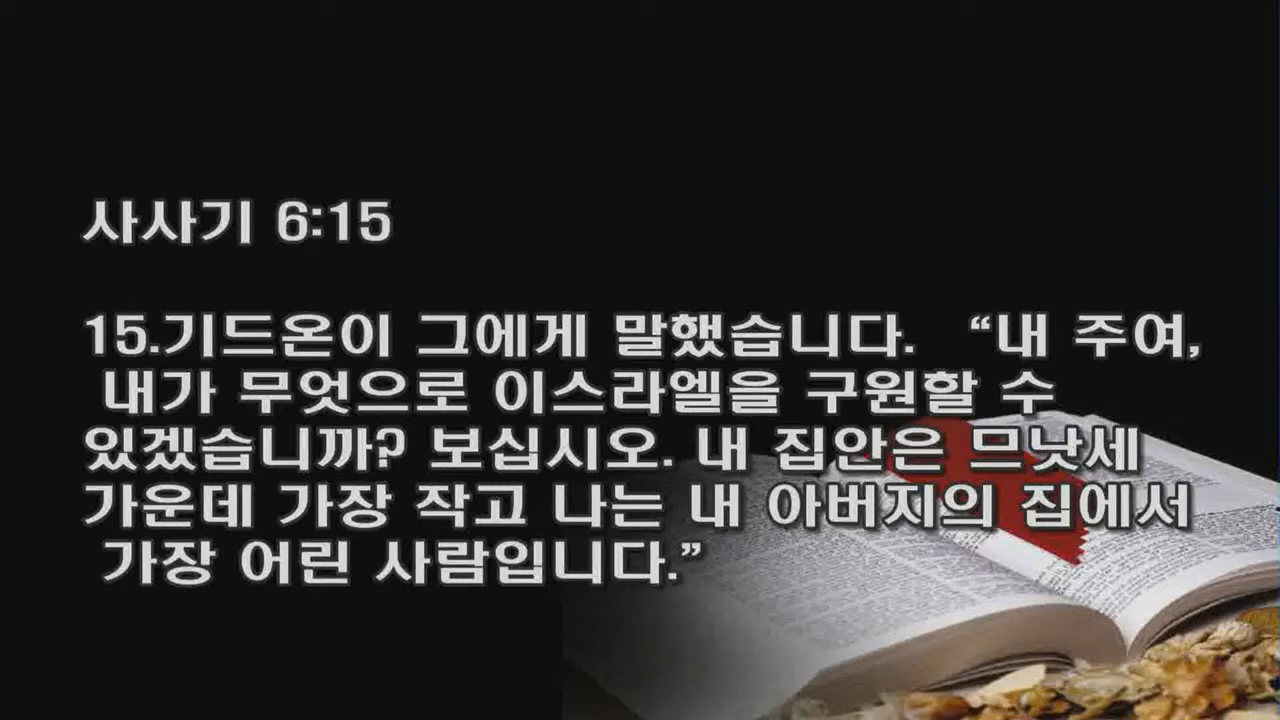 사사기 6:15
15.기드온이 그에게 말했습니다. “내 주여,
내가 무엇으로 이스라엘을 구원할 수
있겠습니까? 보십시오. 내 집안은 므낫세
가운데 가장 작고 나는 내 아버지의 집에서
가장 어린 사람입니다.”